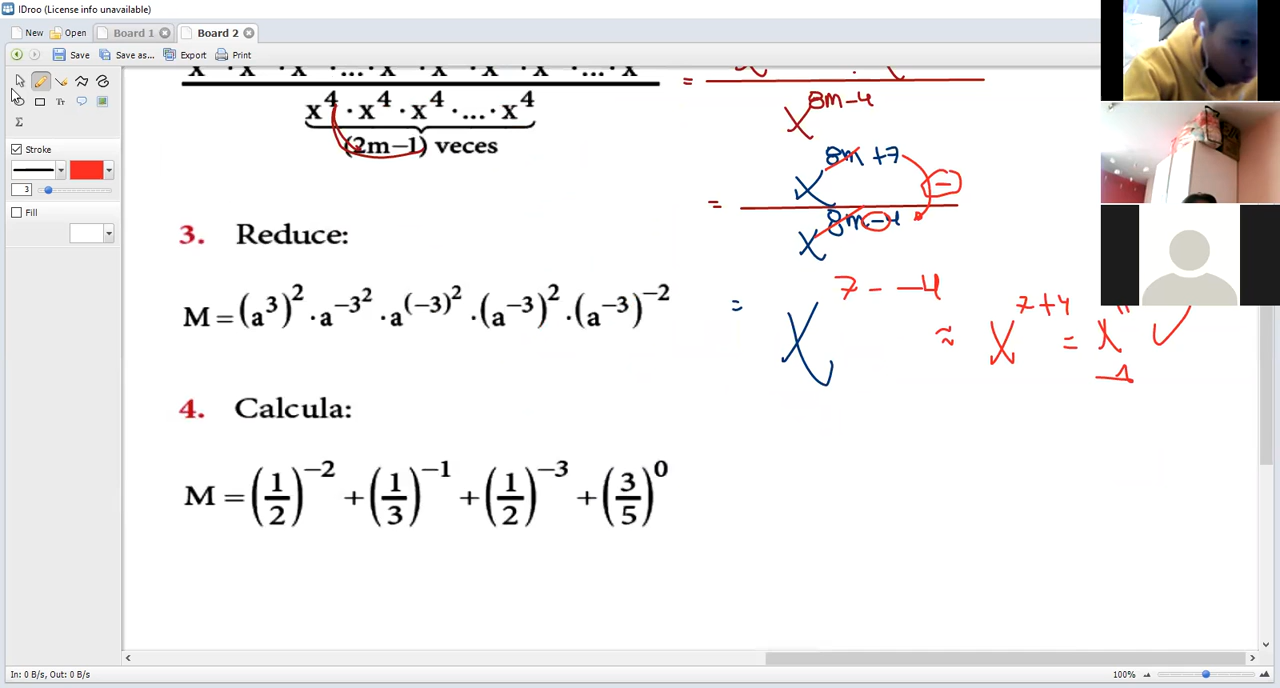 IDroo (License info unavailable)
New Open Board 1 Board 2
Save Save as... Export Print
Tr
Σ
Stroke
3
Fill
x⁴ · x⁴ · x⁴ · ... · x⁴
(2m−1) veces
= x^(8m−4)
= x^(8m+7) / x^(8m−4) −
= x^(7 − −4) ≈ x^(7+4) = x^11
3. Reduce:
M = (a³)² · a^−3² · a^(−3)² · (a^−3)² · (a^−3)^−2
4. Calcula:
M = (1/2)^−2 + (1/3)^−1 + (1/2)^−3 + (3/5)^0
In: 0 B/s, Out: 0 B/s 100%